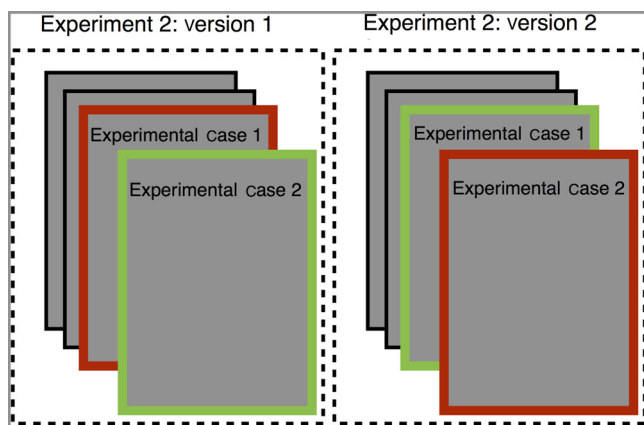 Experiment 2: version 1
Experiment 2: version 2
Experimental case 1
Experimental case 2
Experimental case 1
Experimental case 2